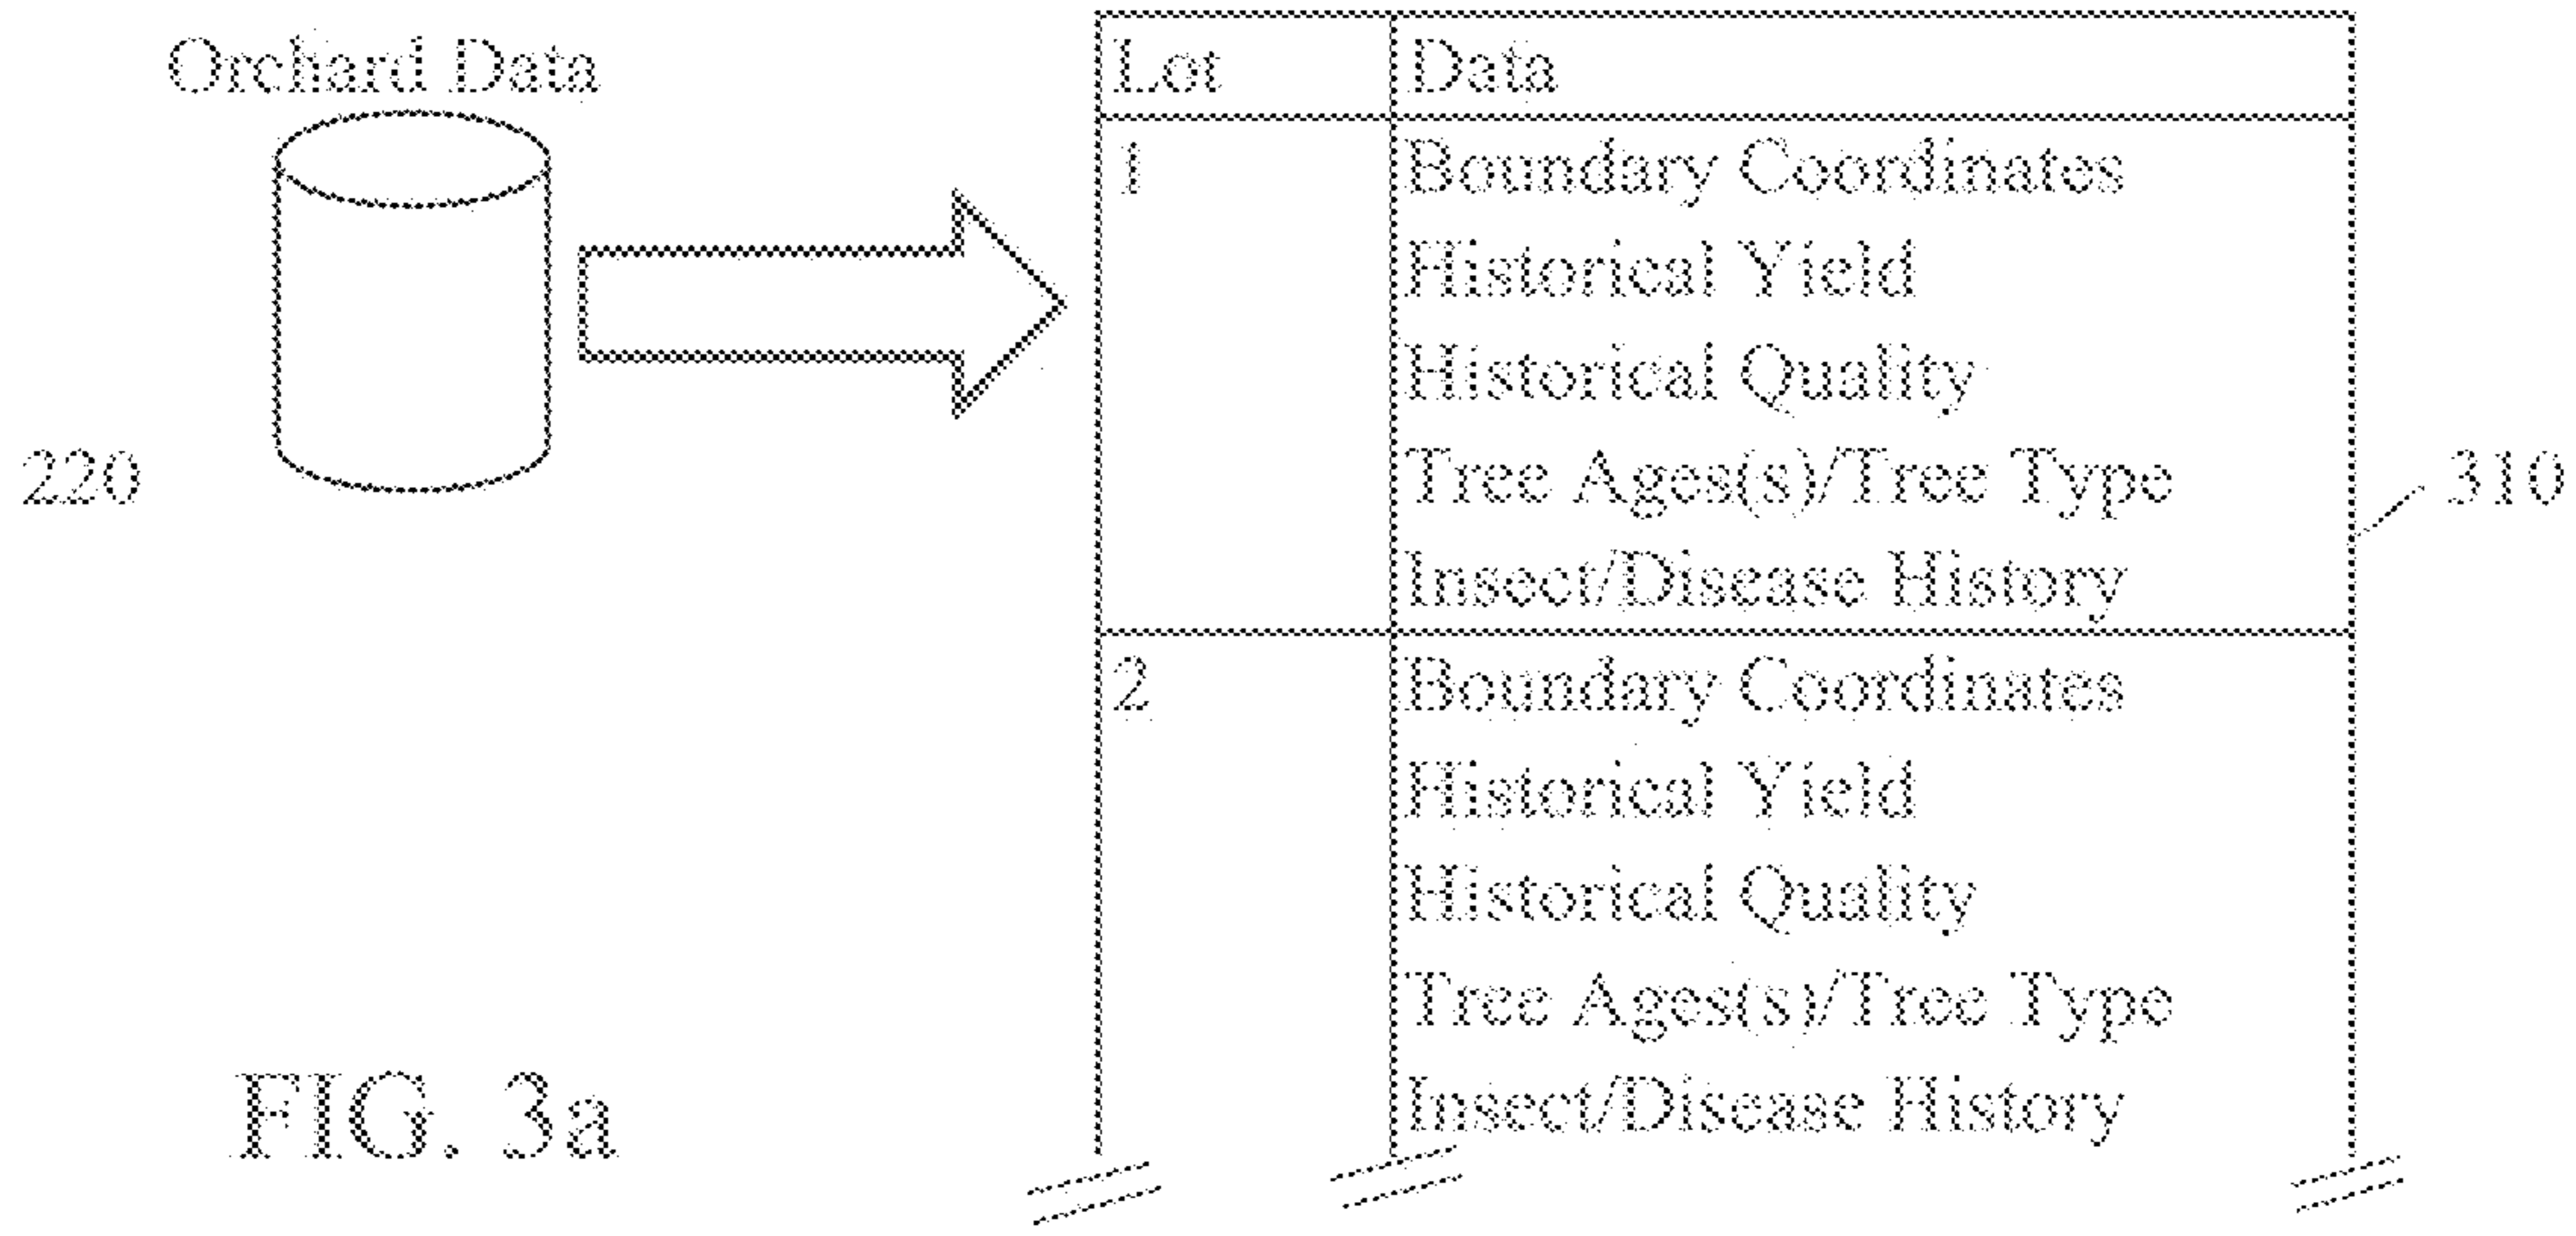 Orchard Data
220
Lot Data
1 Boundary Coordinates
Historical Yield
Historical Quality
Tree Ages(s)/Tree Type
Insect/Disease History
2 Boundary Coordinates
Historical Yield
Historical Quality
Tree Ages(s)/Tree Type
Insect/Disease History
310
FIG. 3a